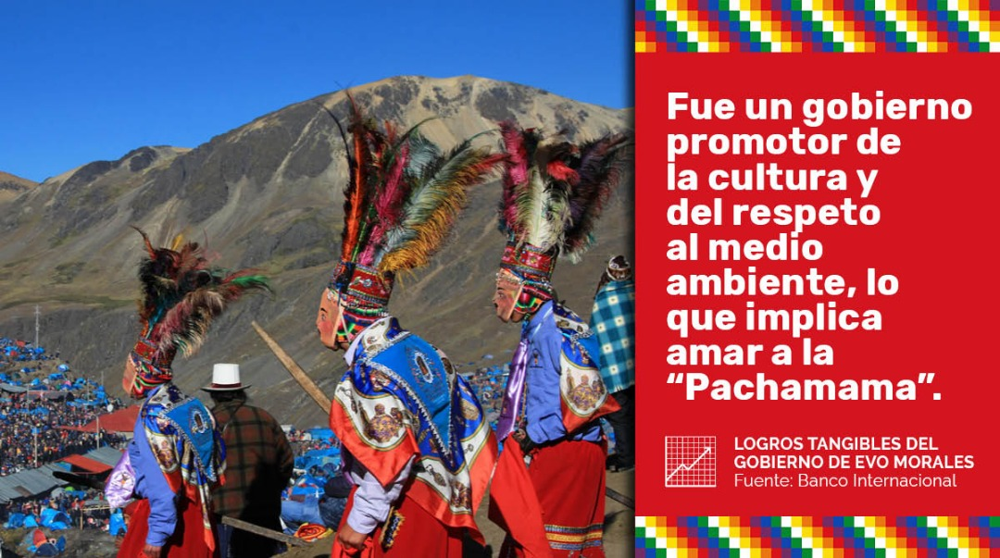 Fue un gobierno
promotor de
la cultura y
del respeto
al medio
ambiente, lo
que implica
amar a la
“Pachamama”.
LOGROS TANGIBLES DEL
GOBIERNO DE EVO MORALES
Fuente: Banco Internacional